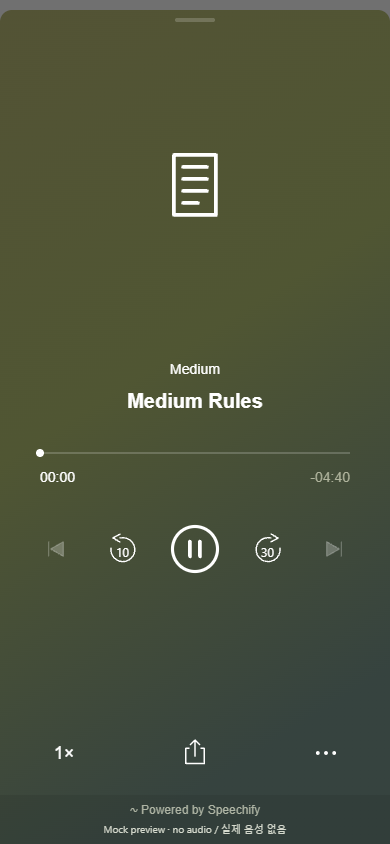 Medium
Medium Rules
00:00
-04:40
10
30
1×
~ Powered by Speechify
Mock preview · no audio / 실제 음성 없음